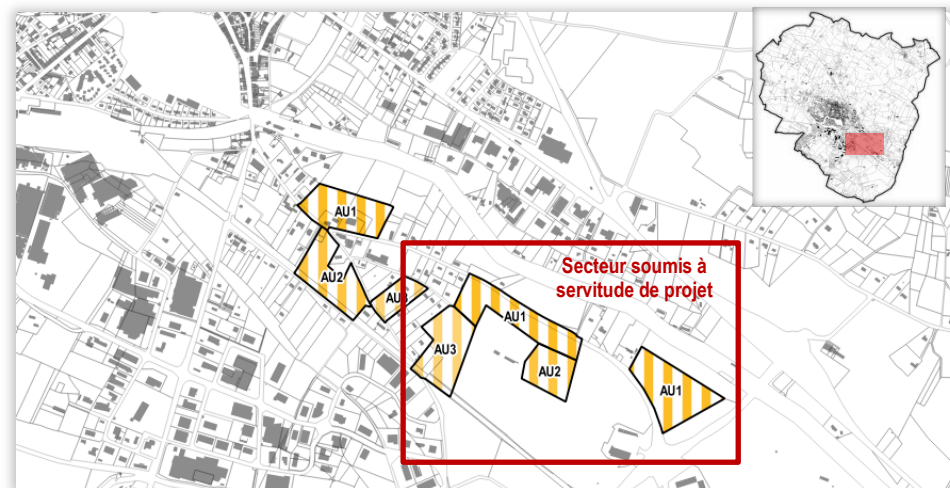 AU1
AU2
AU3
Secteur soumis à
servitude de projet
AU1
AU3
AU2
AU1